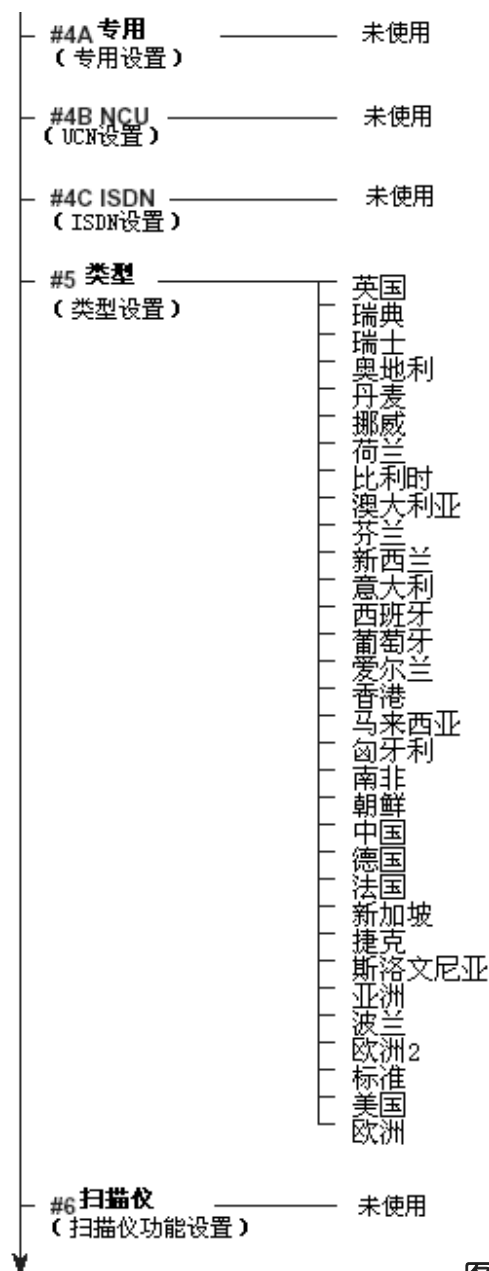 #4A 专用 未使用
( 专用设置 )
#4B NCU 未使用
( UCN设置 )
#4C ISDN 未使用
( ISDN设置 )
#5 类型 英国
( 类型设置 )
瑞典
瑞士
奥地利
丹麦
挪威
荷兰
比利时
澳大利亚
芬兰
新西兰
意大利
西班牙
葡萄牙
爱尔兰
香港
马来西亚
匈牙利
南非
朝鲜
中国
德国
法国
新加坡
捷克
斯洛文尼亚
亚洲
波兰
欧洲2
标准
美国
欧洲
#6 扫描仪 未使用
( 扫描仪功能设置 )